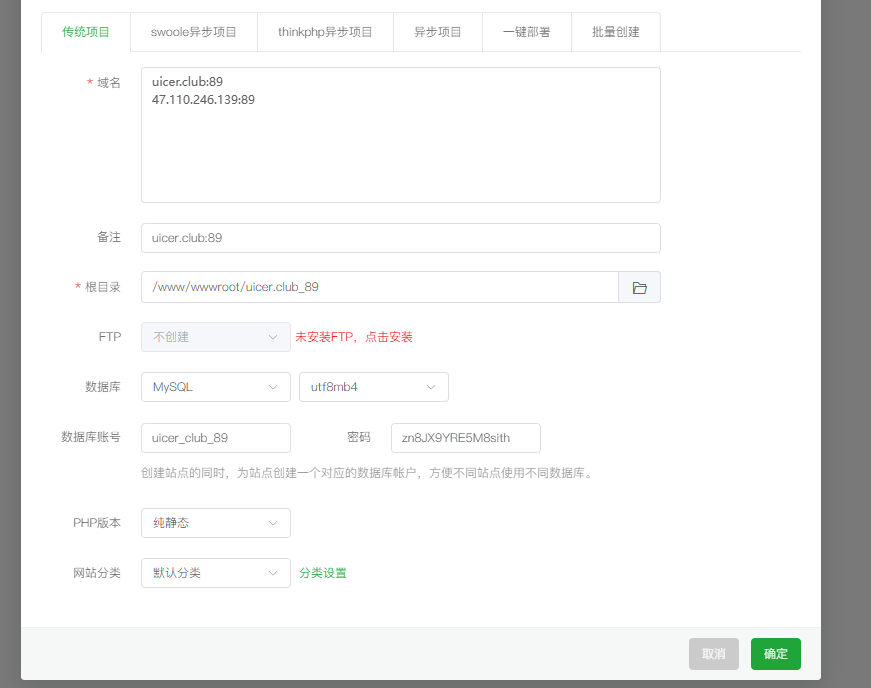 传统项目 swoole异步项目 thinkphp异步项目 异步项目 一键部署 批量创建
* 域名 uicer.club:89
47.110.246.139:89
备注 uicer.club:89
* 根目录 /www/wwwroot/uicer.club_89
FTP 不创建 未安装FTP，点击安装
数据库 MySQL utf8mb4
数据库账号 uicer_club_89 密码 zn8JX9YRE5M8sith
创建站点的同时，为站点创建一个对应的数据库帐户，方便不同站点使用不同数据库。
PHP版本 纯静态
网站分类 默认分类 分类设置
取消 确定